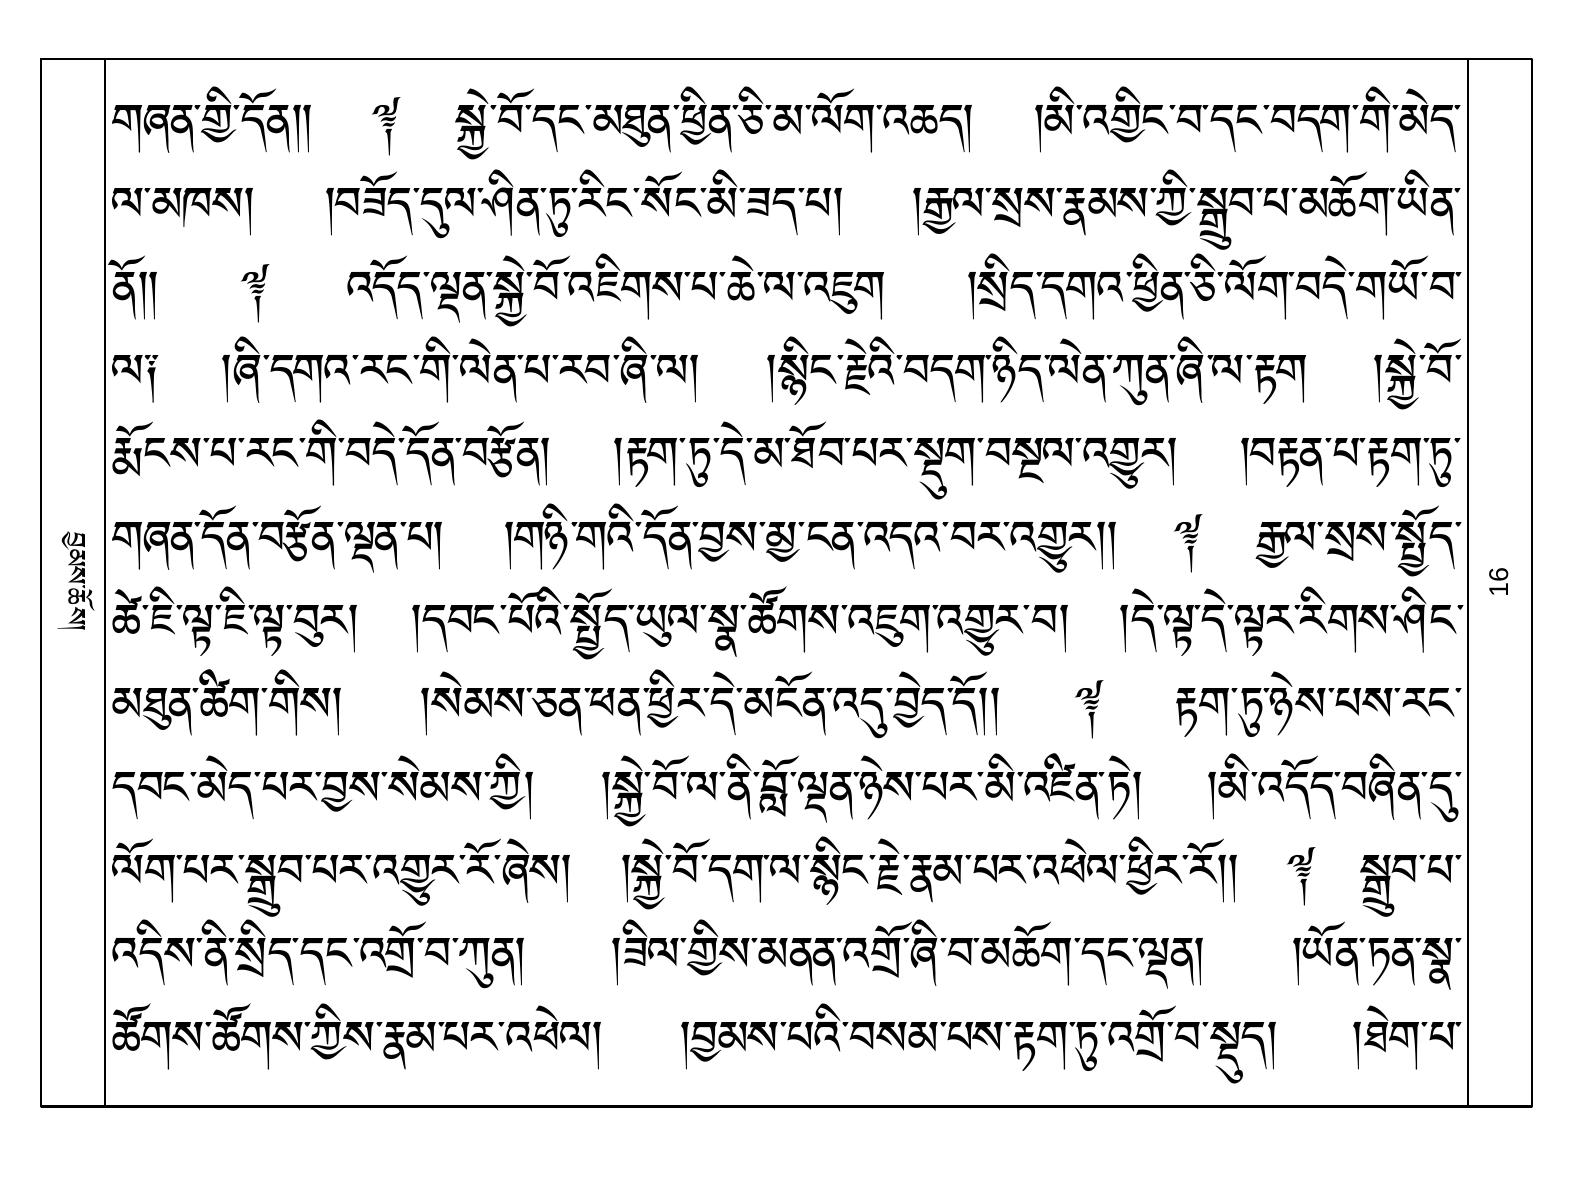 གཞན་གྱི་དོན།། ༈ སྐྱེ་བོ་དང་མཐུན་ཕྱིན་ཅི་མ་ལོག་འཆད། །མི་འགྱིང་བ་དང་བདག་གི་མེད་
ལ་མཁས། །བཟོད་དུལ་ཤིན་ཏུ་རིང་སོང་མི་ཟད་པ། །རྒྱལ་སྲས་རྣམས་ཀྱི་སྒྲུབ་པ་མཆོག་ཡིན་
ནོ།། ༈ འདོད་ལྡན་སྐྱེ་བོ་འཇིགས་པ་ཆེ་ལ་འཇུག །སྲིད་དགའ་ཕྱིན་ཅི་ལོག་བདེ་གཡོ་བ་
ལ༑ །ཞི་དགའ་རང་གི་ལེན་པ་རབ་ཞི་ལ། །སྙིང་རྗེའི་བདག་ཉིད་ལེན་ཀུན་ཞི་ལ་རྟག །སྐྱེ་བོ་
རྨོངས་པ་རང་གི་བདེ་དོན་བརྩོན། །རྟག་ཏུ་དེ་མ་ཐོབ་པར་སྡུག་བསྔལ་འགྱུར། །བརྟན་པ་རྟག་ཏུ་
གཞན་དོན་བརྩོན་ལྡན་པ། །གཉི་གའི་དོན་བྱས་མྱ་ངན་འདའ་བར་འགྱུར།། ༈ རྒྱལ་སྲས་སྤྱོད་
ཚེ་ཇི་ལྟ་ཇི་ལྟ་བུར། །དབང་པོའི་སྤྱོད་ཡུལ་སྣ་ཚོགས་འཇུག་འགྱུར་བ། །དེ་ལྟ་དེ་ལྟར་རིགས་ཤིང་
མཐུན་ཚིག་གིས། །སེམས་ཅན་ཕན་ཕྱིར་དེ་མངོན་འདུ་བྱེད་དོ།། ༈ རྟག་ཏུ་ཉེས་པས་རང་
དབང་མེད་པར་བྱས་སེམས་ཀྱི། །སྐྱེ་བོ་ལ་ནི་བློ་ལྡན་ཉེས་པར་མི་འཛིན་ཏེ། །མི་འདོད་བཞིན་དུ་
ལོག་པར་སྒྲུབ་པར་འགྱུར་རོ་ཞེས། །སྐྱེ་བོ་དག་ལ་སྙིང་རྗེ་རྣམ་པར་འཕེལ་ཕྱིར་རོ།། ༈ སྒྲུབ་པ་
འདིས་ནི་སྲིད་དང་འགྲོ་བ་ཀུན། །ཟིལ་གྱིས་མནན་འགྲོ་ཞི་བ་མཆོག་དང་ལྡན། །ཡོན་ཏན་སྣ་
ཚོགས་ཚོགས་ཀྱིས་རྣམ་པར་འཕེལ། །བྱམས་པའི་བསམ་པས་རྟག་ཏུ་འགྲོ་བ་སྡུད། །ཐེག་པ་
བྱམས་ཆོས།
16